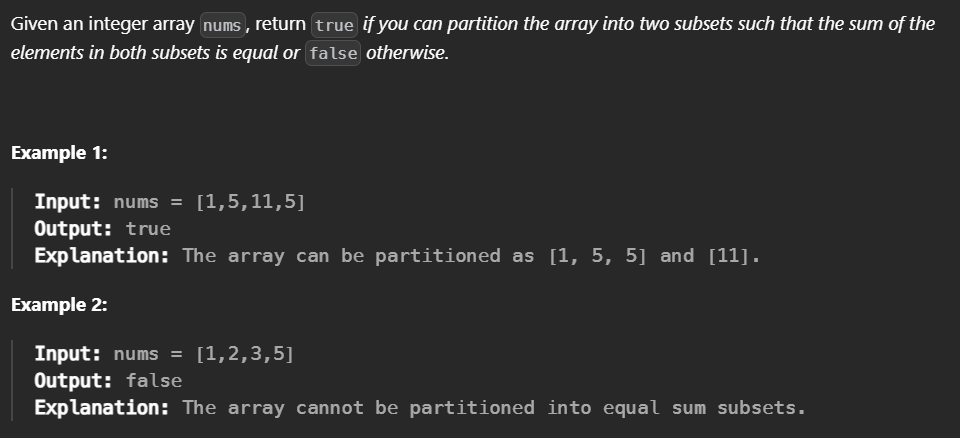 Given an integer array nums, return true if you can partition the array into two subsets such that the sum of the
elements in both subsets is equal or false otherwise.
Example 1:
Input: nums = [1,5,11,5]
Output: true
Explanation: The array can be partitioned as [1, 5, 5] and [11].
Example 2:
Input: nums = [1,2,3,5]
Output: false
Explanation: The array cannot be partitioned into equal sum subsets.